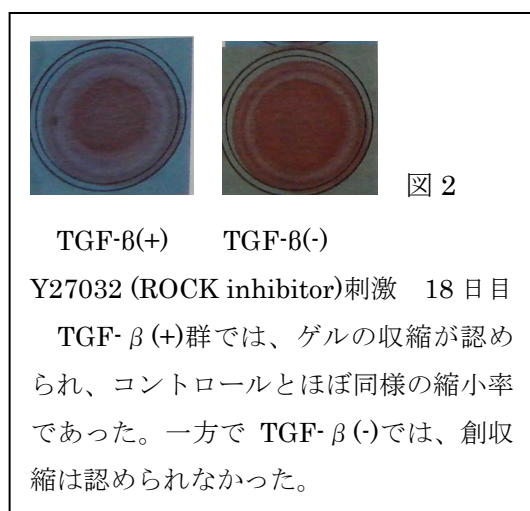 図 2
TGF-β(+) TGF-β(-)
Y27032 (ROCK inhibitor)刺激 18 日目
TGF-β(+)群では、ゲルの収縮が認め
られ、コントロールとほぼ同様の縮小率
であった。一方で TGF-β(-)では、創収
縮は認められなかった。